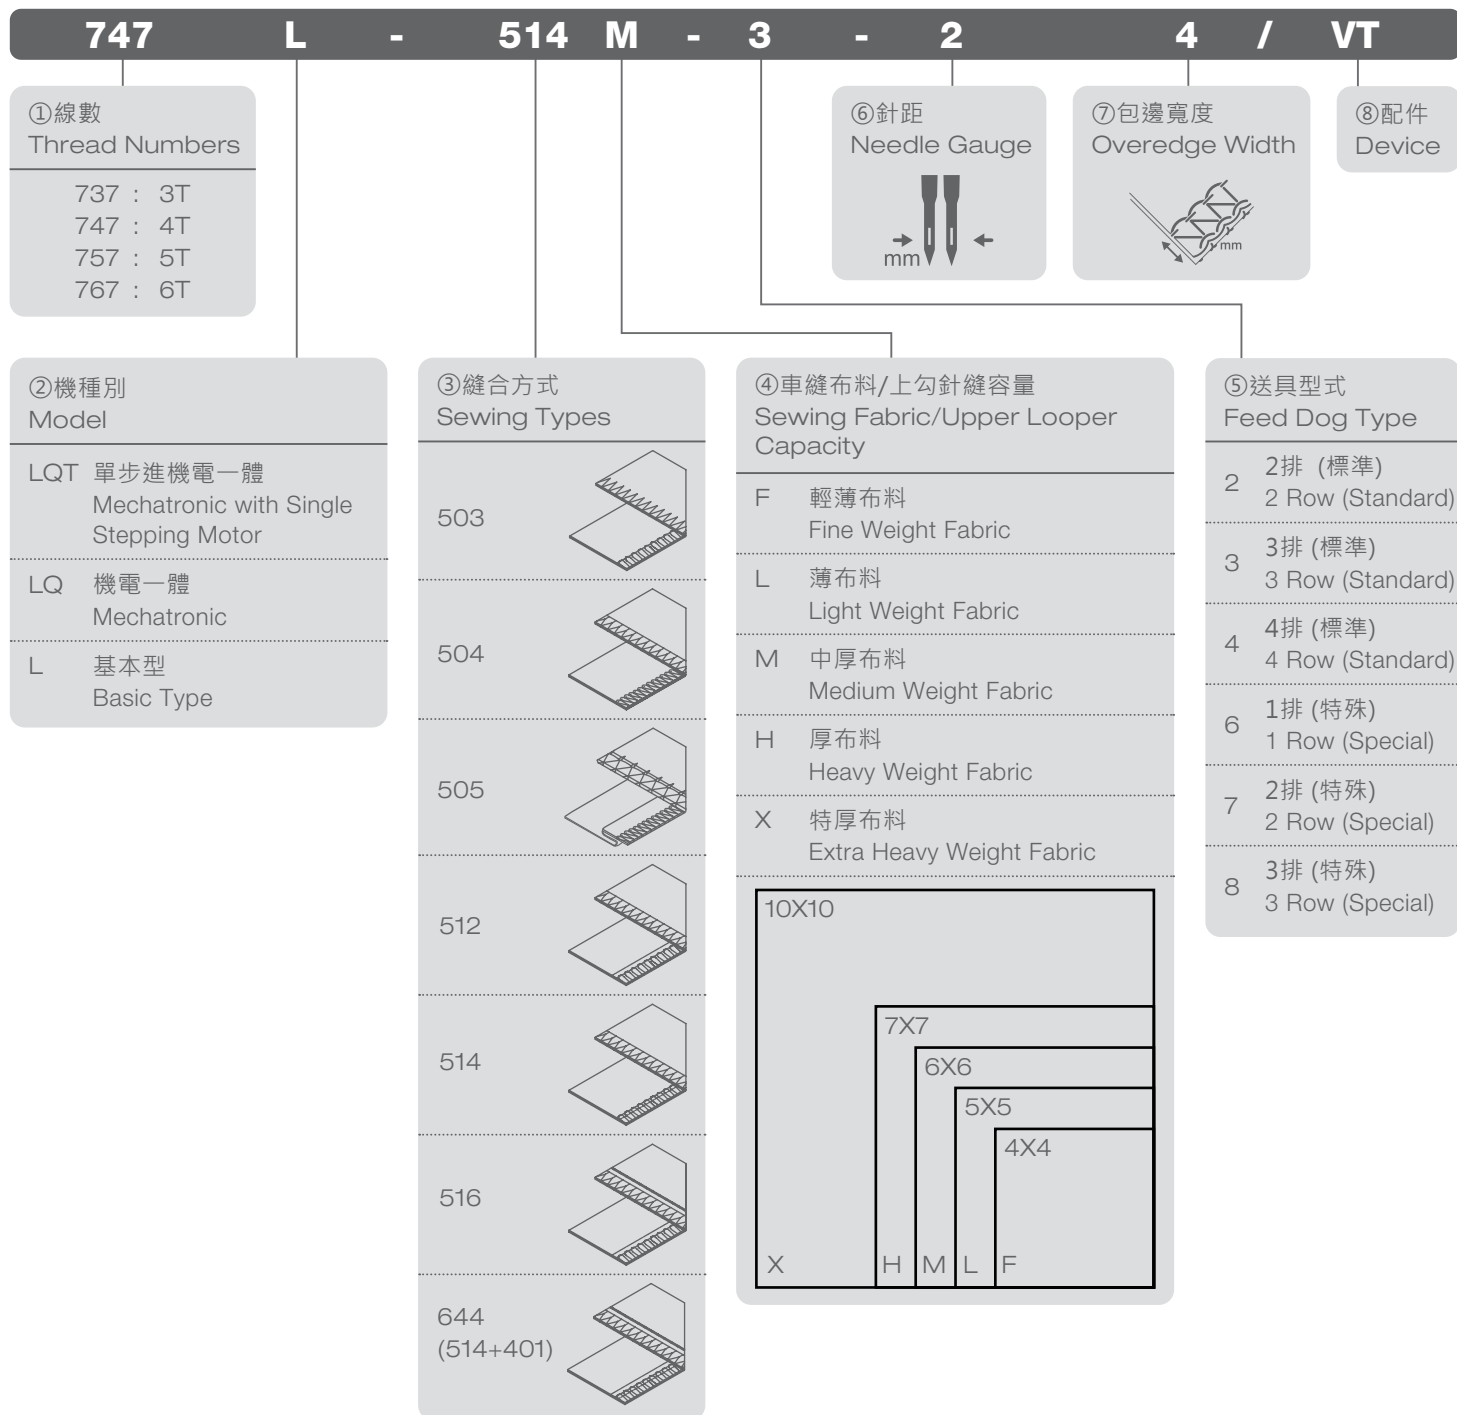 747 L - 514 M - 3 - 2 4 / VT
①線數
Thread Numbers
737 : 3T
747 : 4T
757 : 5T
767 : 6T
⑥針距
Needle Gauge
mm
⑦包邊寬度
Overedge Width
mm
⑧配件
Device
②機種別
Model
LQT 單步進機電一體
Mechatronic with Single
Stepping Motor
LQ 機電一體
Mechatronic
L 基本型
Basic Type
③縫合方式
Sewing Types
503
504
505
512
514
516
644
(514+401)
④車縫布料/上勾針縫容量
Sewing Fabric/Upper Looper
Capacity
F 輕薄布料
Fine Weight Fabric
L 薄布料
Light Weight Fabric
M 中厚布料
Medium Weight Fabric
H 厚布料
Heavy Weight Fabric
X 特厚布料
Extra Heavy Weight Fabric
10X10
7X7
6X6
5X5
4X4
X H M L F
⑤送具型式
Feed Dog Type
2 2排 (標準)
2 Row (Standard)
3 3排 (標準)
3 Row (Standard)
4 4排 (標準)
4 Row (Standard)
6 1排 (特殊)
1 Row (Special)
7 2排 (特殊)
2 Row (Special)
8 3排 (特殊)
3 Row (Special)